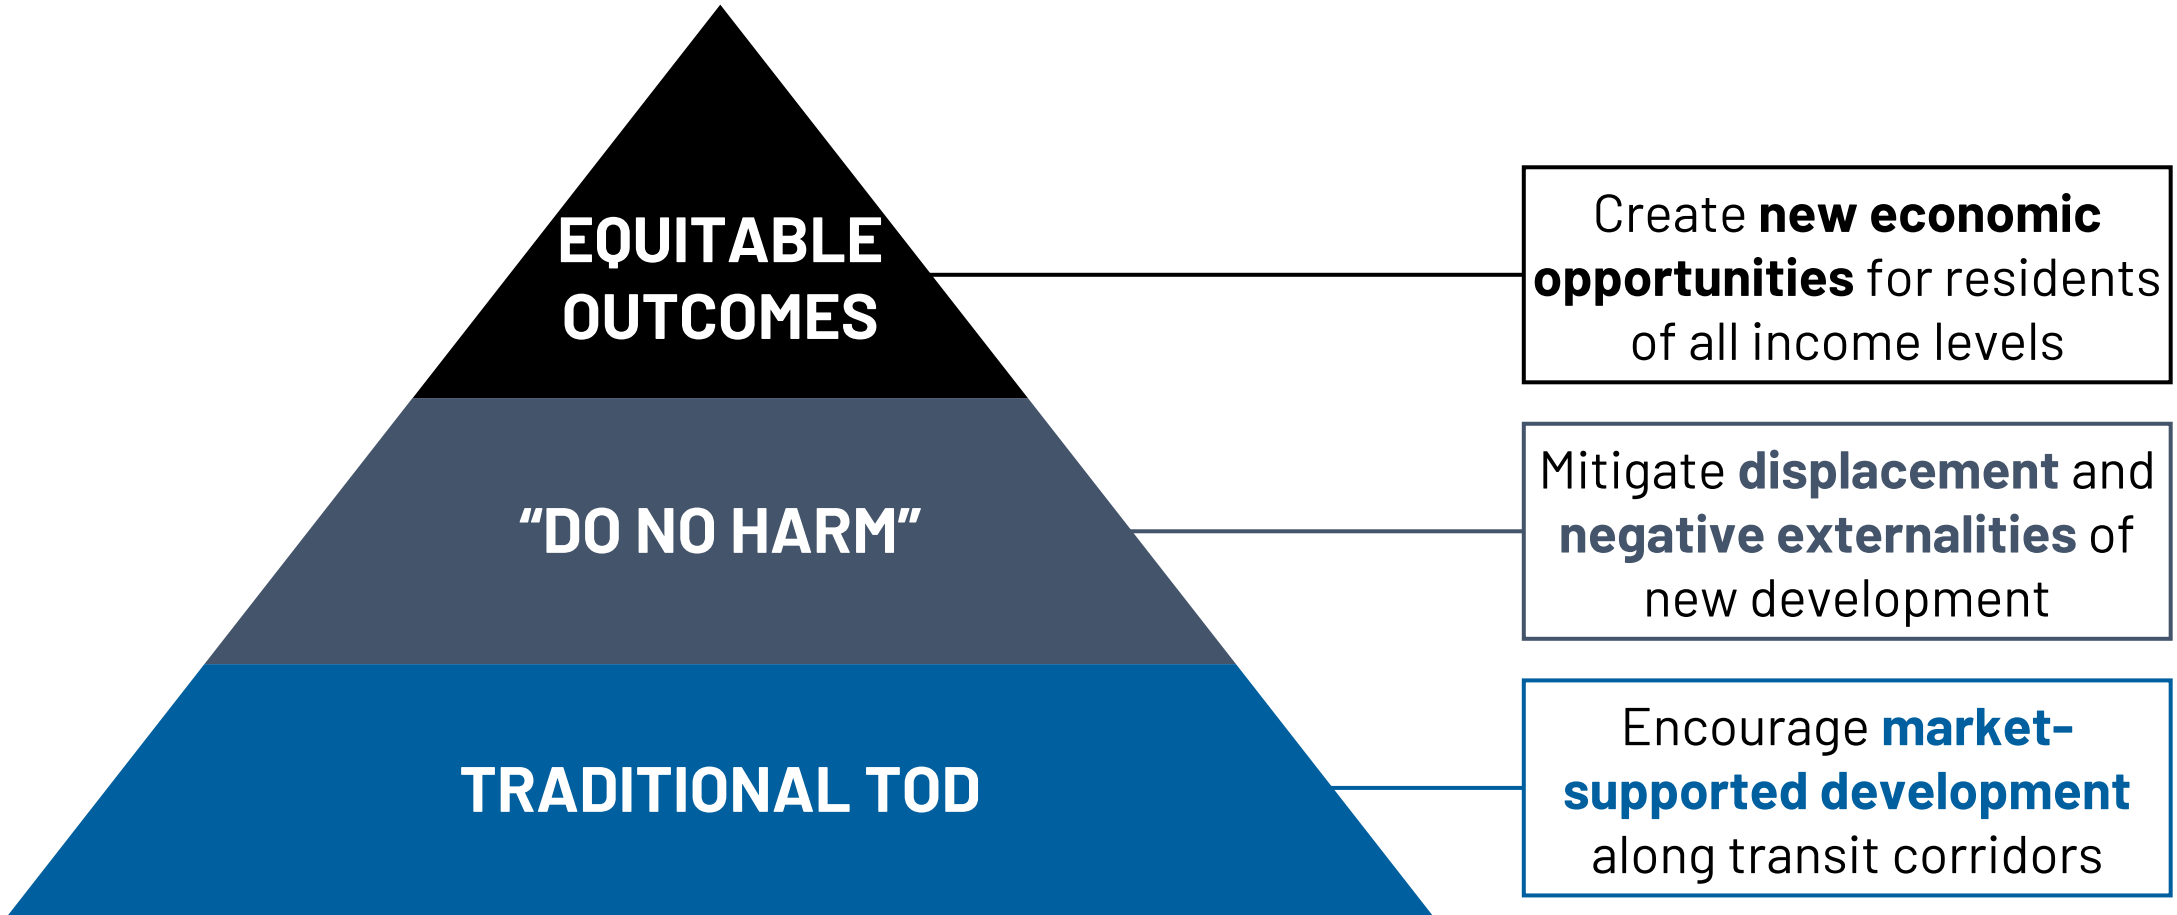 EQUITABLE
OUTCOMES
Create new economic
opportunities for residents
of all income levels
“DO NO HARM”
Mitigate displacement and
negative externalities of
new development
TRADITIONAL TOD
Encourage market-
supported development
along transit corridors